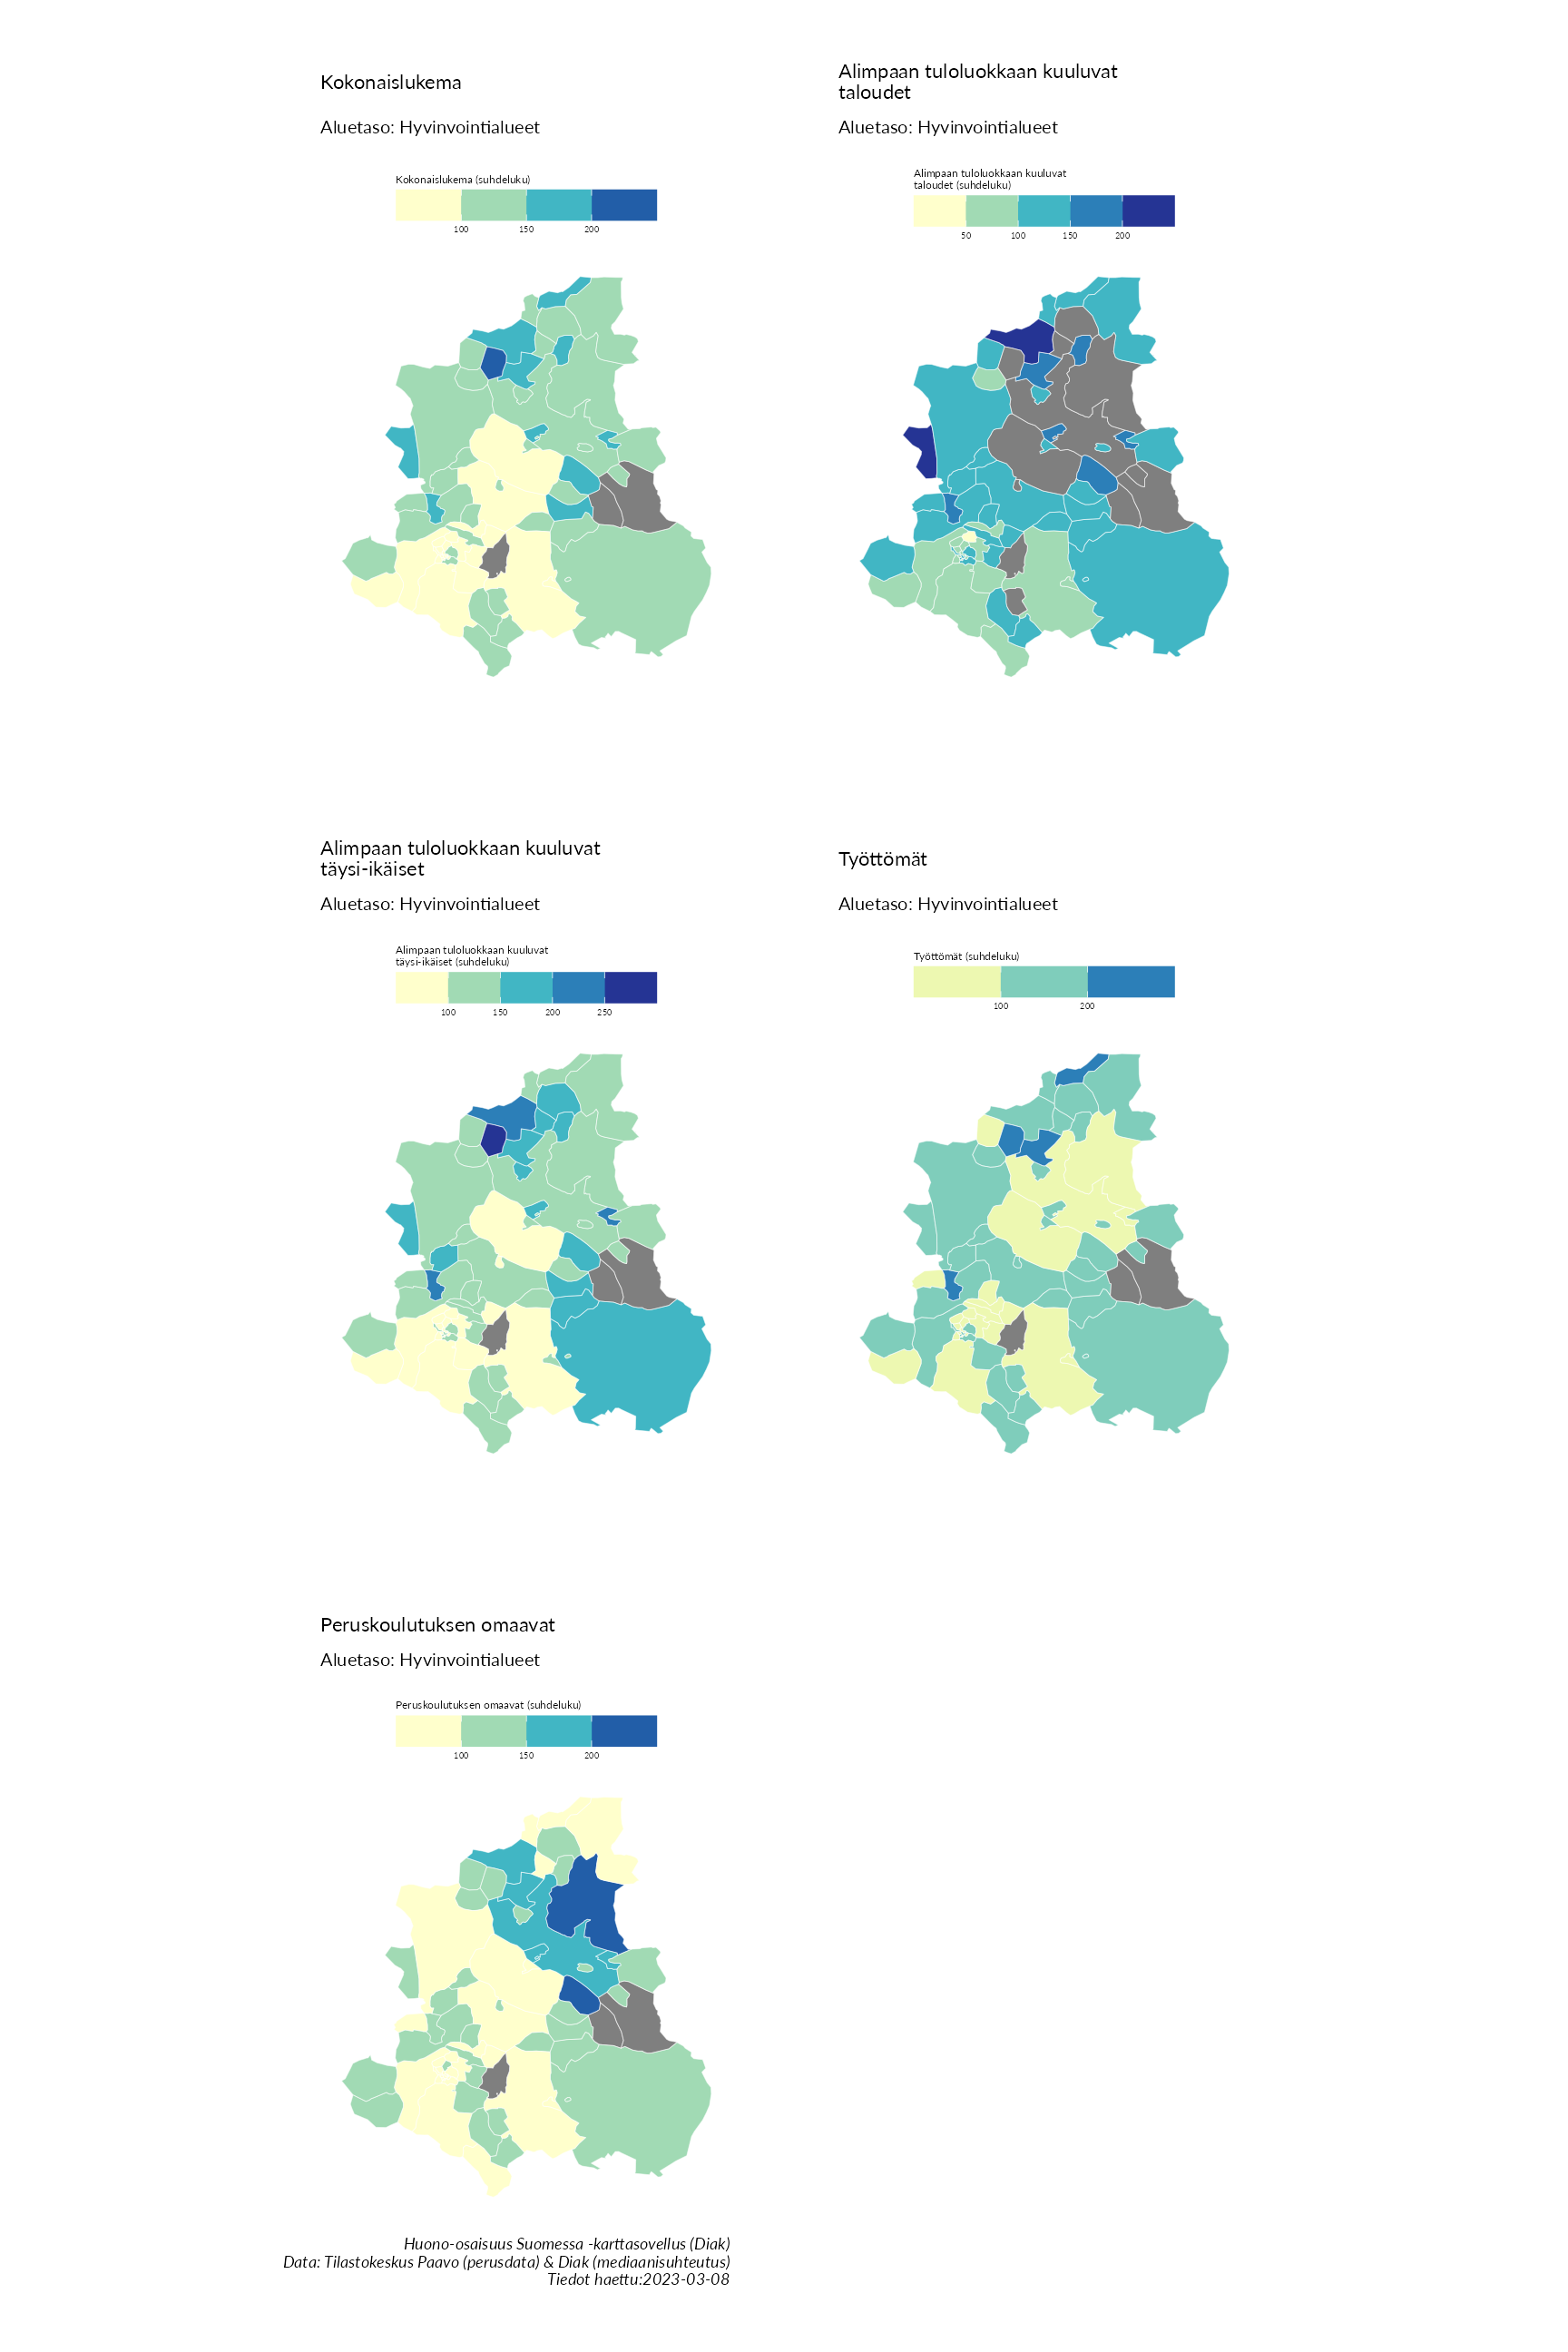 Kokonaislukema
Aluetaso: Hyvinvointialueet
Kokonaislukema (suhdeluku)
100 150 200
Alimpaan tuloluokkaan kuuluvat
taloudet
Aluetaso: Hyvinvointialueet
Alimpaan tuloluokkaan kuuluvat
taloudet (suhdeluku)
50 100 150 200
Alimpaan tuloluokkaan kuuluvat
täysi-ikäiset
Aluetaso: Hyvinvointialueet
Alimpaan tuloluokkaan kuuluvat
täysi-ikäiset (suhdeluku)
100 150 200 250
Työttömät
Aluetaso: Hyvinvointialueet
Työttömät (suhdeluku)
100 200
Peruskoulutuksen omaavat
Aluetaso: Hyvinvointialueet
Peruskoulutuksen omaavat (suhdeluku)
100 150 200
Huono-osaisuus Suomessa -karttasovellus (Diak)
Data: Tilastokeskus Paavo (perusdata) & Diak (mediaanisuhteutus)
Tiedot haettu:2023-03-08